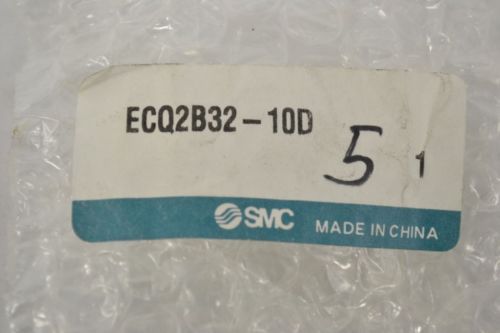 ECQ2B32-10D
5 1
SMC MADE IN CHINA